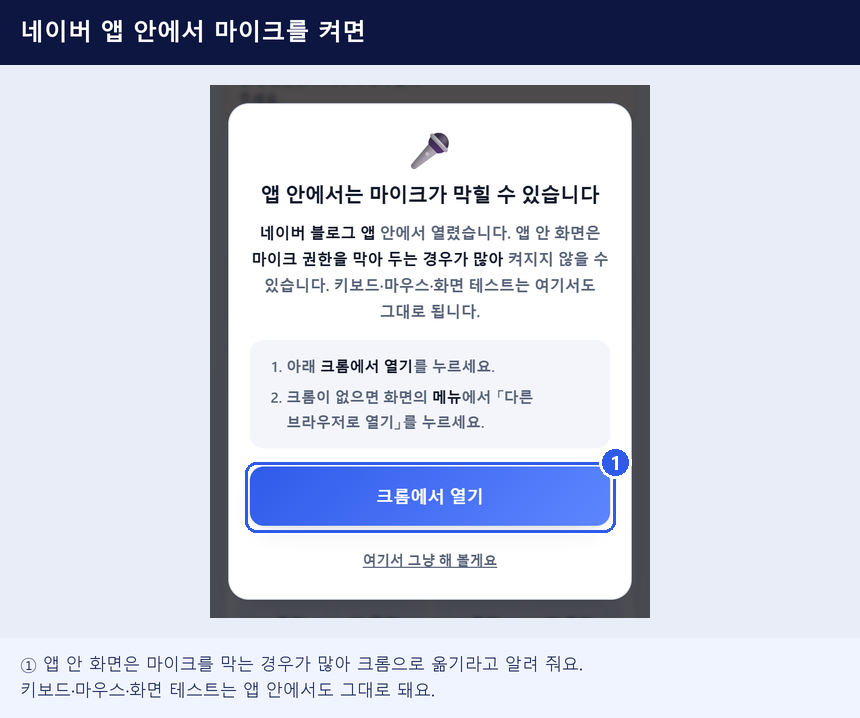 네이버 앱 안에서 마이크를 켜면
앱 안에서는 마이크가 막힐 수 있습니다
네이버 블로그 앱 안에서 열렸습니다. 앱 안 화면은
마이크 권한을 막아 두는 경우가 많아 켜지지 않을 수
있습니다. 키보드·마우스·화면 테스트는 여기서도
그대로 됩니다.
1. 아래 크롬에서 열기를 누르세요.
2. 크롬이 없으면 화면의 메뉴에서 「다른
브라우저로 열기」를 누르세요.
1
크롬에서 열기
여기서 그냥 해 볼게요
① 앱 안 화면은 마이크를 막는 경우가 많아 크롬으로 옮기라고 알려 줘요.
키보드·마우스·화면 테스트는 앱 안에서도 그대로 돼요.